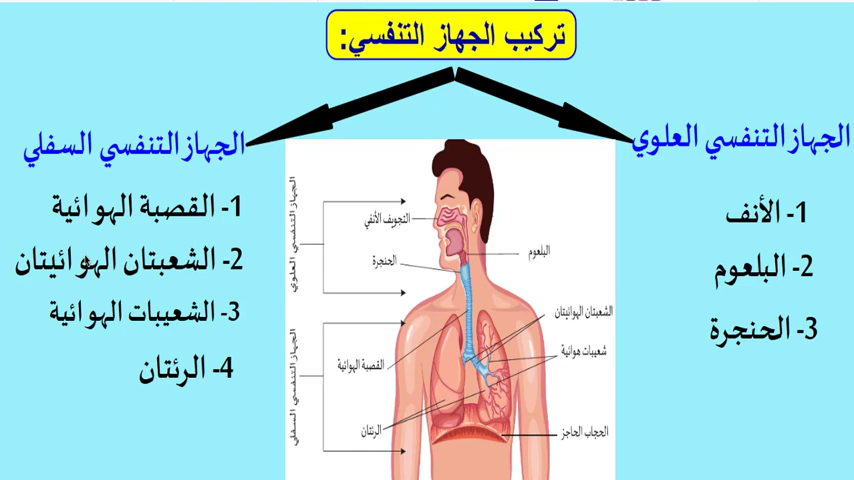 تركيب الجهاز التنفسي:
الجهاز التنفسي العلوي
1- الأنف
2- البلعوم
3- الحنجرة
الجهاز التنفسي السفلي
1- القصبة الهوائية
2- الشعبتان الهوائيتان
3- الشعيبات الهوائية
4- الرئتان
الجهاز التنفسي العلوي
التجويف الأنفي
البلعوم
الحنجرة
الجهاز التنفسي السفلي
الشعبتان الهوائيتان
شعيبات هوائية
القصبة الهوائية
الرئتان
الحجاب الحاجز